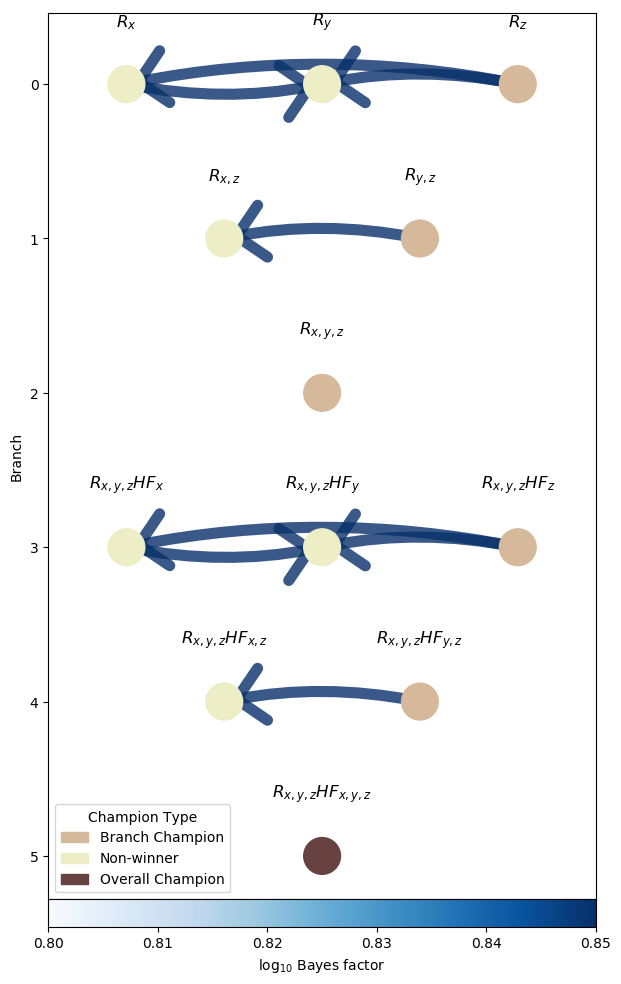 R_x R_y R_z
0
R_{x,z} R_{y,z}
1
R_{x,y,z}
2
Branch
R_{x,y,z}HF_x R_{x,y,z}HF_y R_{x,y,z}HF_z
3
R_{x,y,z}HF_{x,z} R_{x,y,z}HF_{y,z}
4
R_{x,y,z}HF_{x,y,z}
Champion Type
Branch Champion
Non-winner
Overall Champion
5
0.80 0.81 0.82 0.83 0.84 0.85
log₁₀ Bayes factor